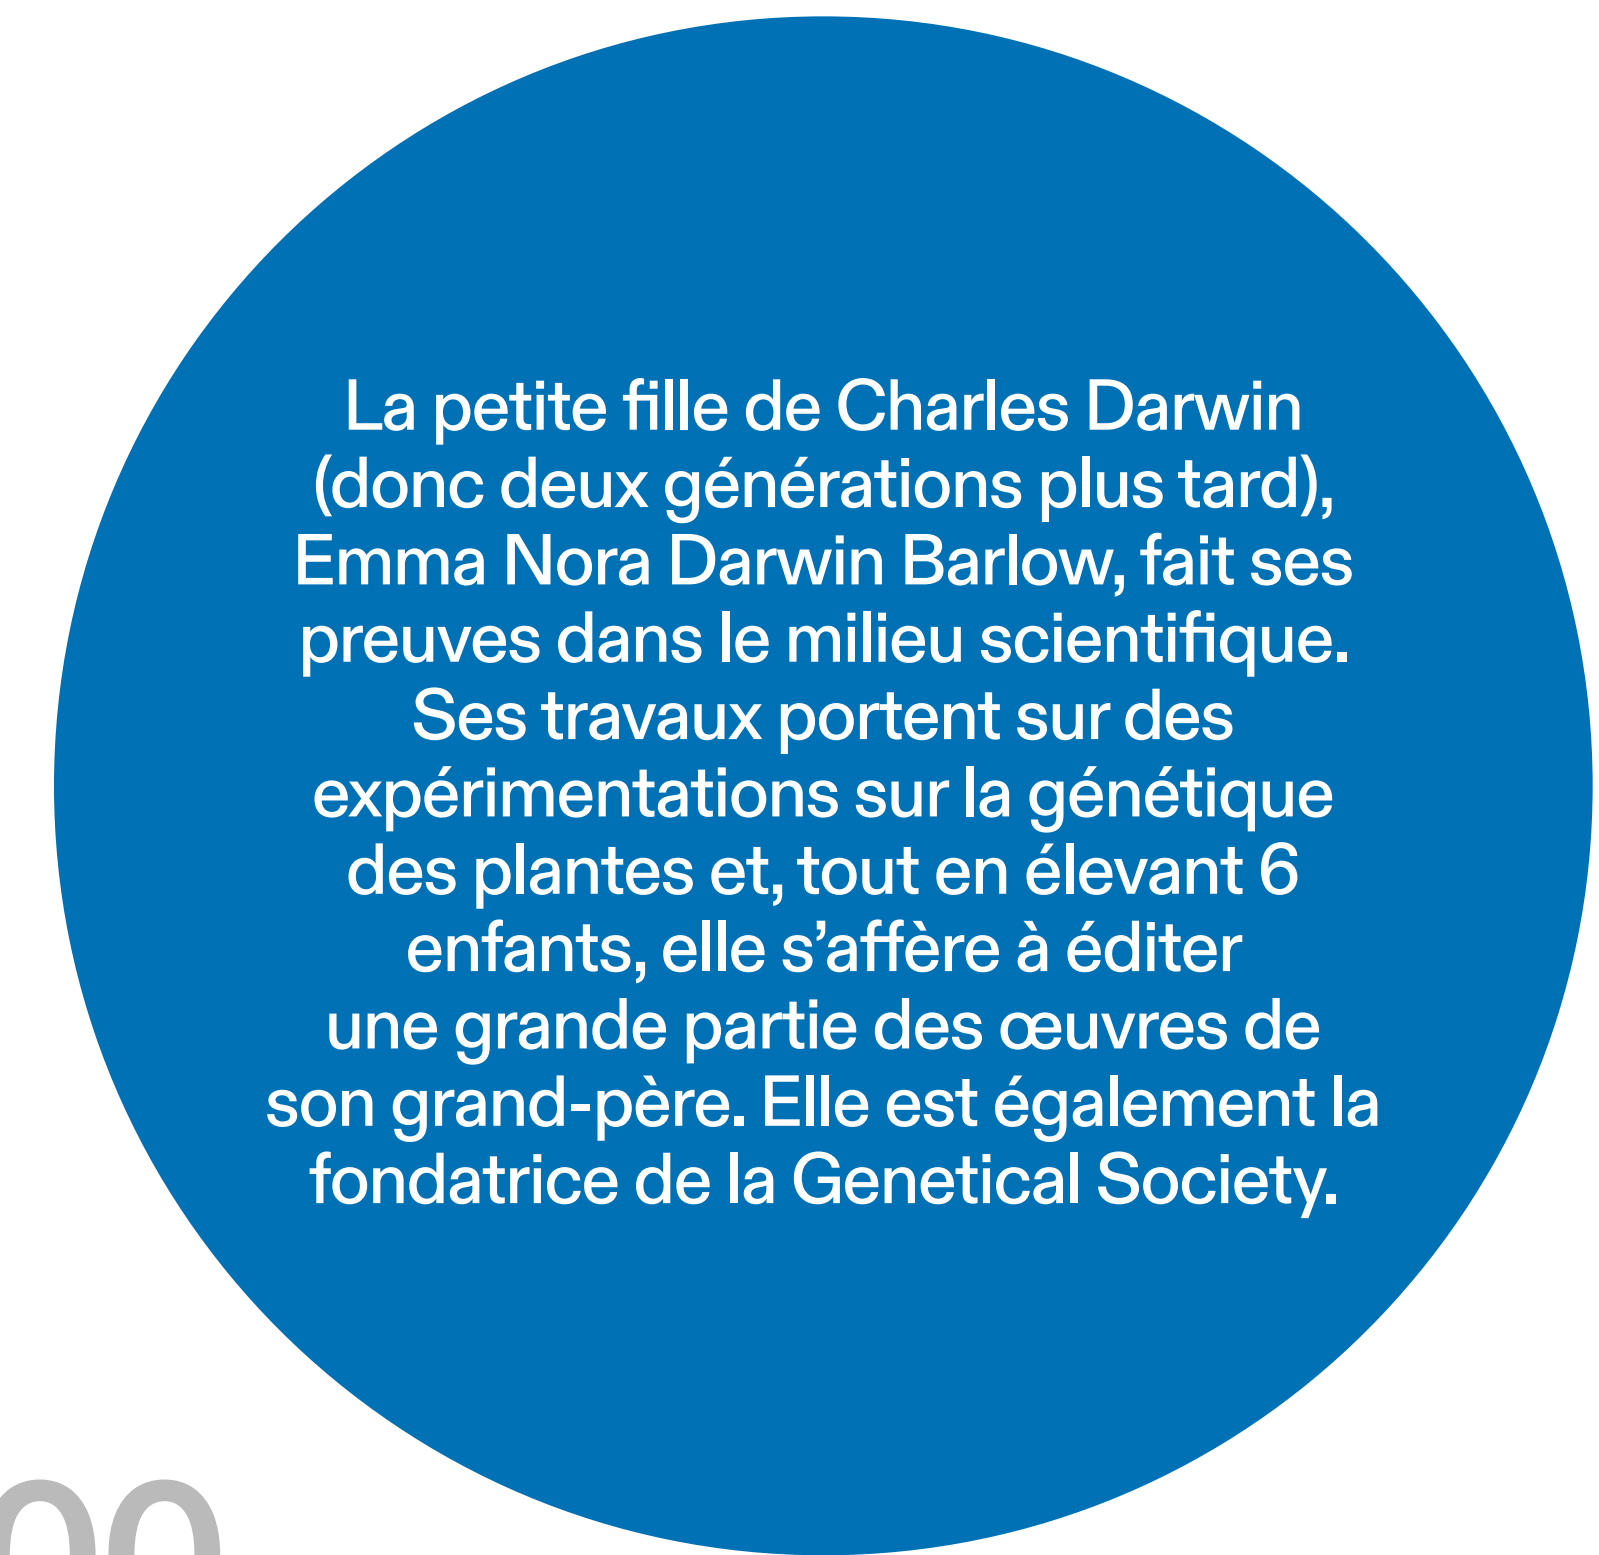 La petite fille de Charles Darwin
(donc deux générations plus tard),
Emma Nora Darwin Barlow, fait ses
preuves dans le milieu scientifique.
Ses travaux portent sur des
expérimentations sur la génétique
des plantes et, tout en élevant 6
enfants, elle s’affère à éditer
une grande partie des œuvres de
son grand-père. Elle est également la
fondatrice de la Genetical Society.